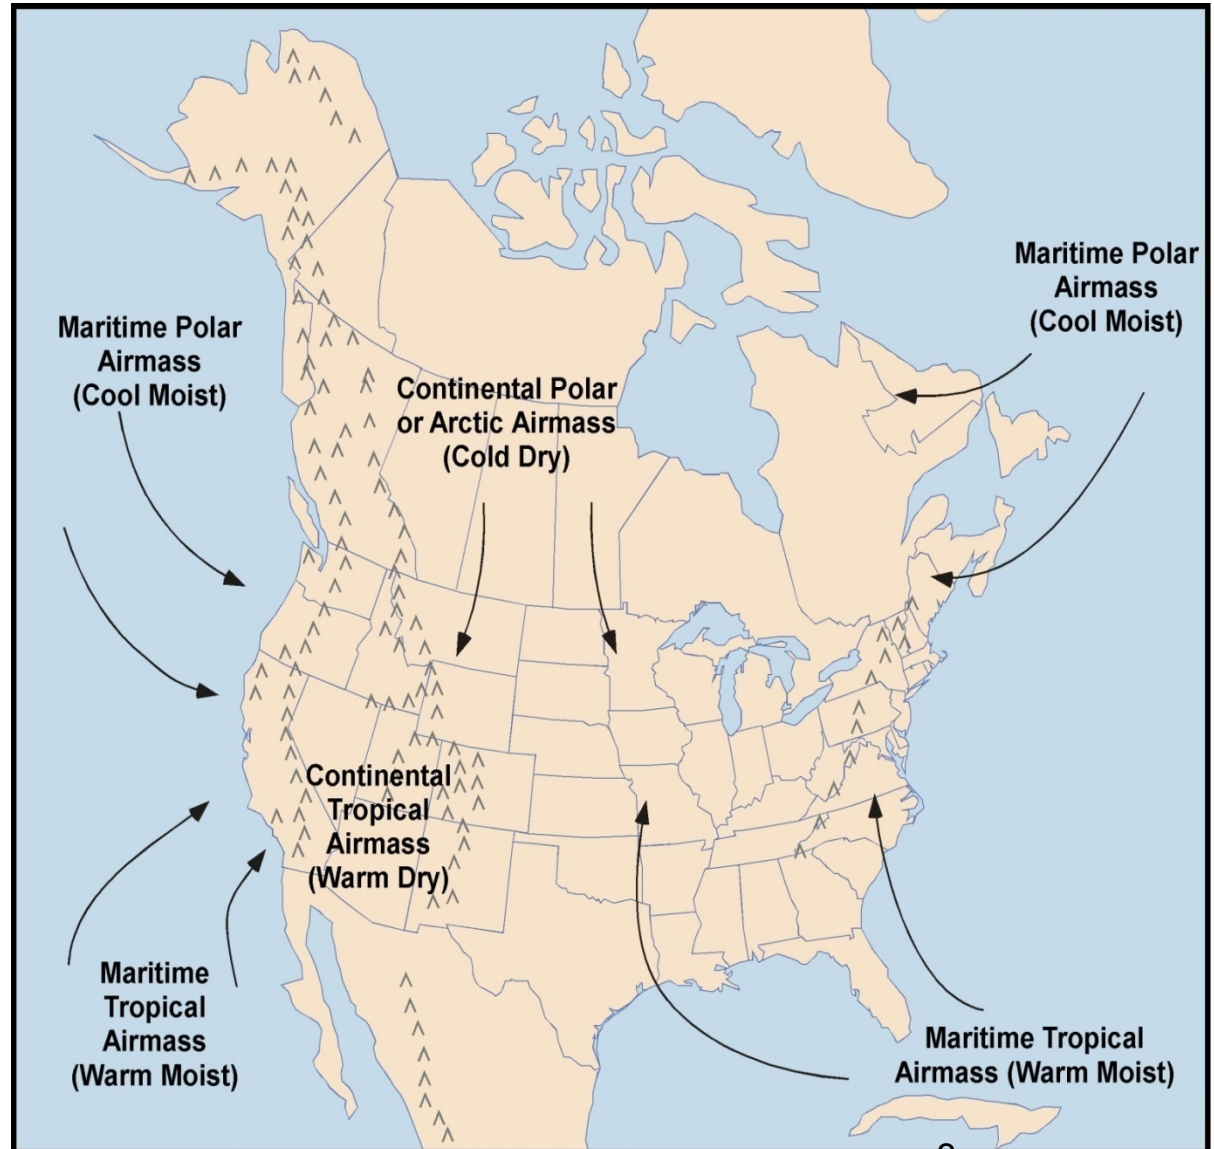 Maritime Polar
Airmass
(Cool Moist)
Maritime Polar
Airmass
(Cool Moist)
Continental Polar
or Arctic Airmass
(Cold Dry)
Continental
Tropical
Airmass
(Warm Dry)
Maritime
Tropical
Airmass
(Warm Moist)
Maritime Tropical
Airmass (Warm Moist)